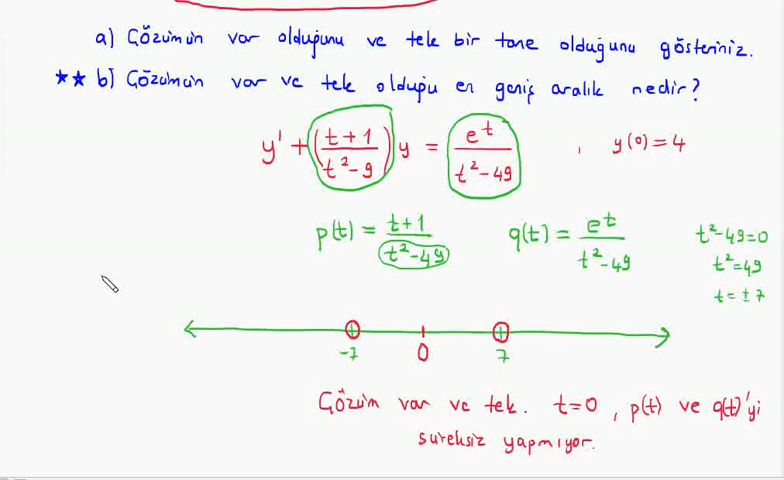 a) Çözümün var olduğunu ve tek bir tane olduğunu gösteriniz.
★★ b) Çözümün var ve tek olduğu en geniş aralık nedir?
y' + (t+1 / t²-9) y = e^t / t²-49 , y(0)=4
p(t) = t+1 / t²-49 q(t) = e^t / t²-49 t²-49=0
t²=49
t = ±7
-7 0 7
Çözüm var ve tek. t=0, p(t) ve q(t)'yi
süreksiz yapmıyor.